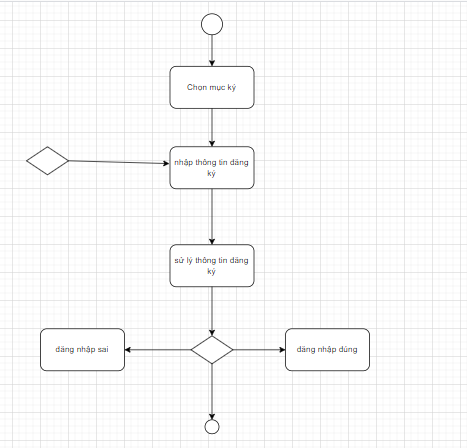 Chon mục ký
nhập thông tin đăng
ký
sử lý thông tin đăng
ký
đăng nhập sai
đăng nhập đúng